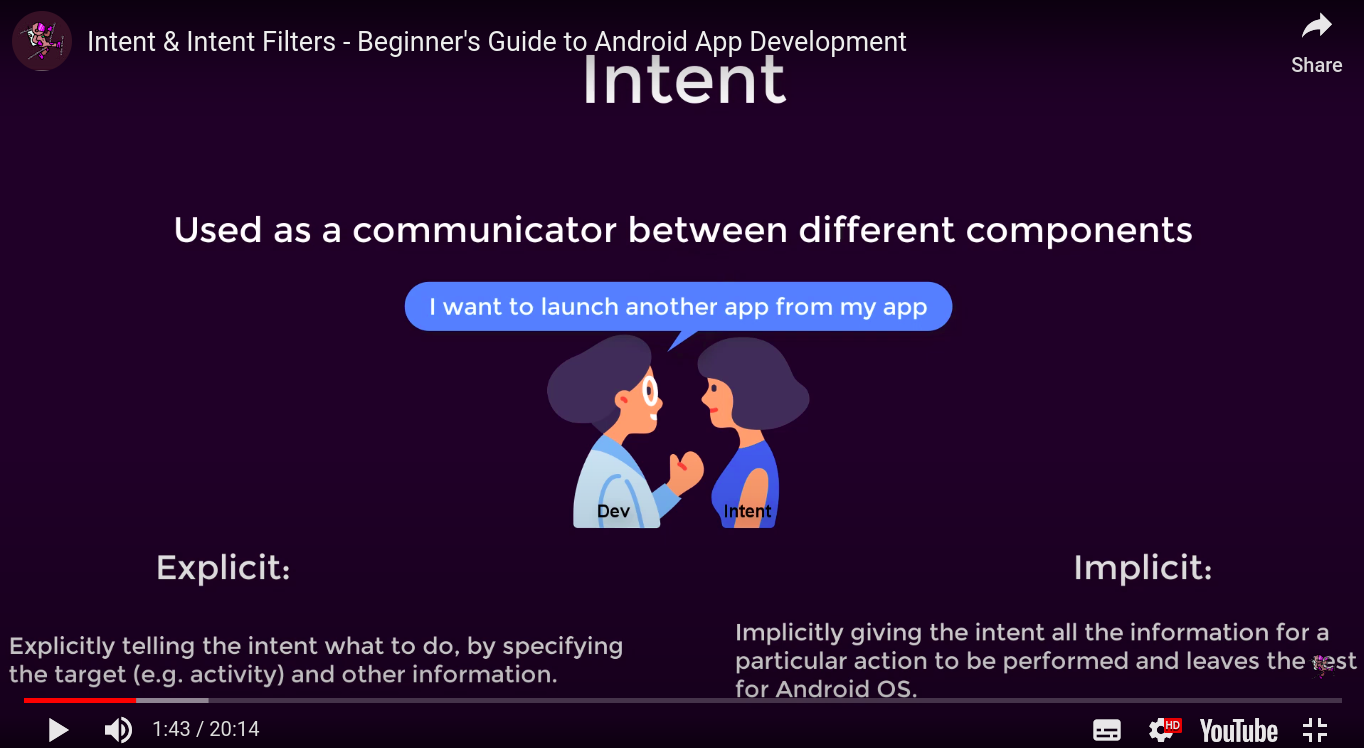 Intent & Intent Filters - Beginner's Guide to Android App Development
Share
Intent
Used as a communicator between different components
I want to launch another app from my app
Dev
Intent
Explicit:
Implicit:
Explicitly telling the intent what to do, by specifying
the target (e.g. activity) and other information.
Implicitly giving the intent all the information for a
particular action to be performed and leaves the rest
for Android OS.
1:43 / 20:14
HD
YouTube